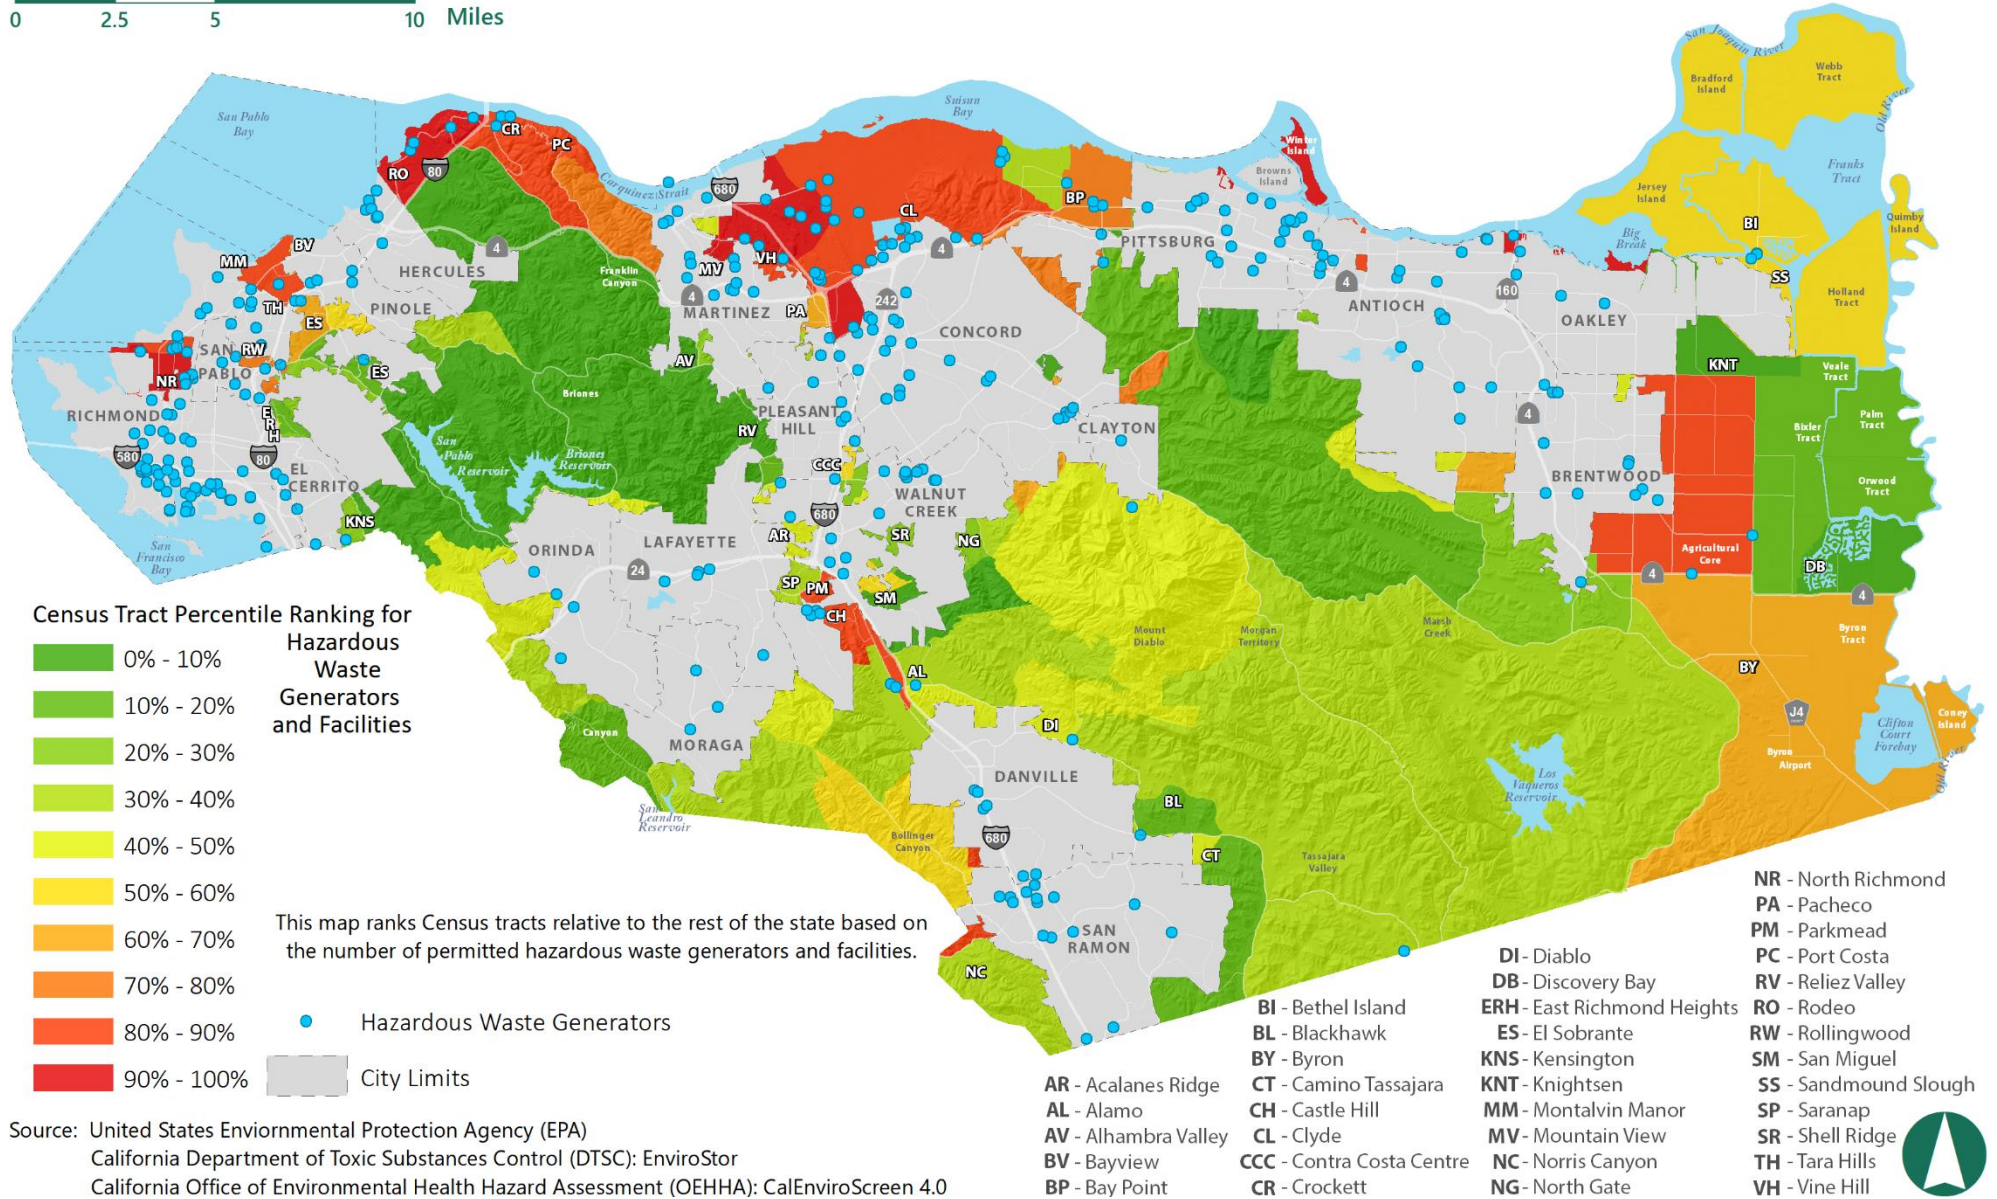 0 2.5 5 10 Miles
San Joaquin River
Bradford
Island
Webb
Tract
Old River
Suisun
Bay
San Pablo
Bay
CR
PC
RO
80
Carquinez Strait
680
Winter
Island
Browns
Island
Franks
Tract
Jersey
Island
BI
Quimby
Island
Big
Break
BP
CL
PITTSBURG
4
BV
MM
HERCULES
4
Franklin
Canyon
MV
VH
4
MARTINEZ
PA
242
CONCORD
4
ANTIOCH
160
OAKLEY
SS
Holland
Tract
TH
ES
PINOLE
SAN
PABLO
RW
NR
ES
AV
KNT
Veale
Tract
Briones
RICHMOND
E
R
H
PLEASANT
HILL
RV
CLAYTON
4
Bixler
Tract
Palm
Tract
580
80
San
Pablo
Reservoir
Briones
Reservoir
CCC
EL
CERRITO
WALNUT
CREEK
BRENTWOOD
Orwood
Tract
KNS
680
AR
SR
NG
San
Francisco
Bay
ORINDA
LAFAYETTE
24
SP
PM
SM
CH
Agricultural
Core
4
DB
4
Mount
Diablo
Morgan
Territory
Marsh
Creek
Byron
Tract
AL
BY
Canyon
MORAGA
DI
J4
Clifton
Court
Forebay
Coney
Island
Byron
Airport
Old River
DANVILLE
Los
Vaqueros
Reservoir
San
Leandro
Reservoir
BL
Bollinger
Canyon
680
CT
Tassajara
Valley
SAN
RAMON
NC
Census Tract Percentile Ranking for
Hazardous
Waste
Generators
and Facilities
0% - 10%
10% - 20%
20% - 30%
30% - 40%
40% - 50%
50% - 60%
60% - 70%
70% - 80%
80% - 90%
90% - 100%
This map ranks Census tracts relative to the rest of the state based on
the number of permitted hazardous waste generators and facilities.
Hazardous Waste Generators
City Limits
AR - Acalanes Ridge
AL - Alamo
AV - Alhambra Valley
BV - Bayview
BP - Bay Point
BI - Bethel Island
BL - Blackhawk
BY - Byron
CT - Camino Tassajara
CH - Castle Hill
CL - Clyde
CCC - Contra Costa Centre
CR - Crockett
DI - Diablo
DB - Discovery Bay
ERH - East Richmond Heights
ES - El Sobrante
KNS - Kensington
KNT - Knightsen
MM - Montalvin Manor
MV - Mountain View
NC - Norris Canyon
NG - North Gate
NR - North Richmond
PA - Pacheco
PM - Parkmead
PC - Port Costa
RV - Reliez Valley
RO - Rodeo
RW - Rollingwood
SM - San Miguel
SS - Sandmound Slough
SP - Saranap
SR - Shell Ridge
TH - Tara Hills
VH - Vine Hill
Source: United States Enviornmental Protection Agency (EPA)
California Department of Toxic Substances Control (DTSC): EnviroStor
California Office of Environmental Health Hazard Assessment (OEHHA): CalEnviroScreen 4.0